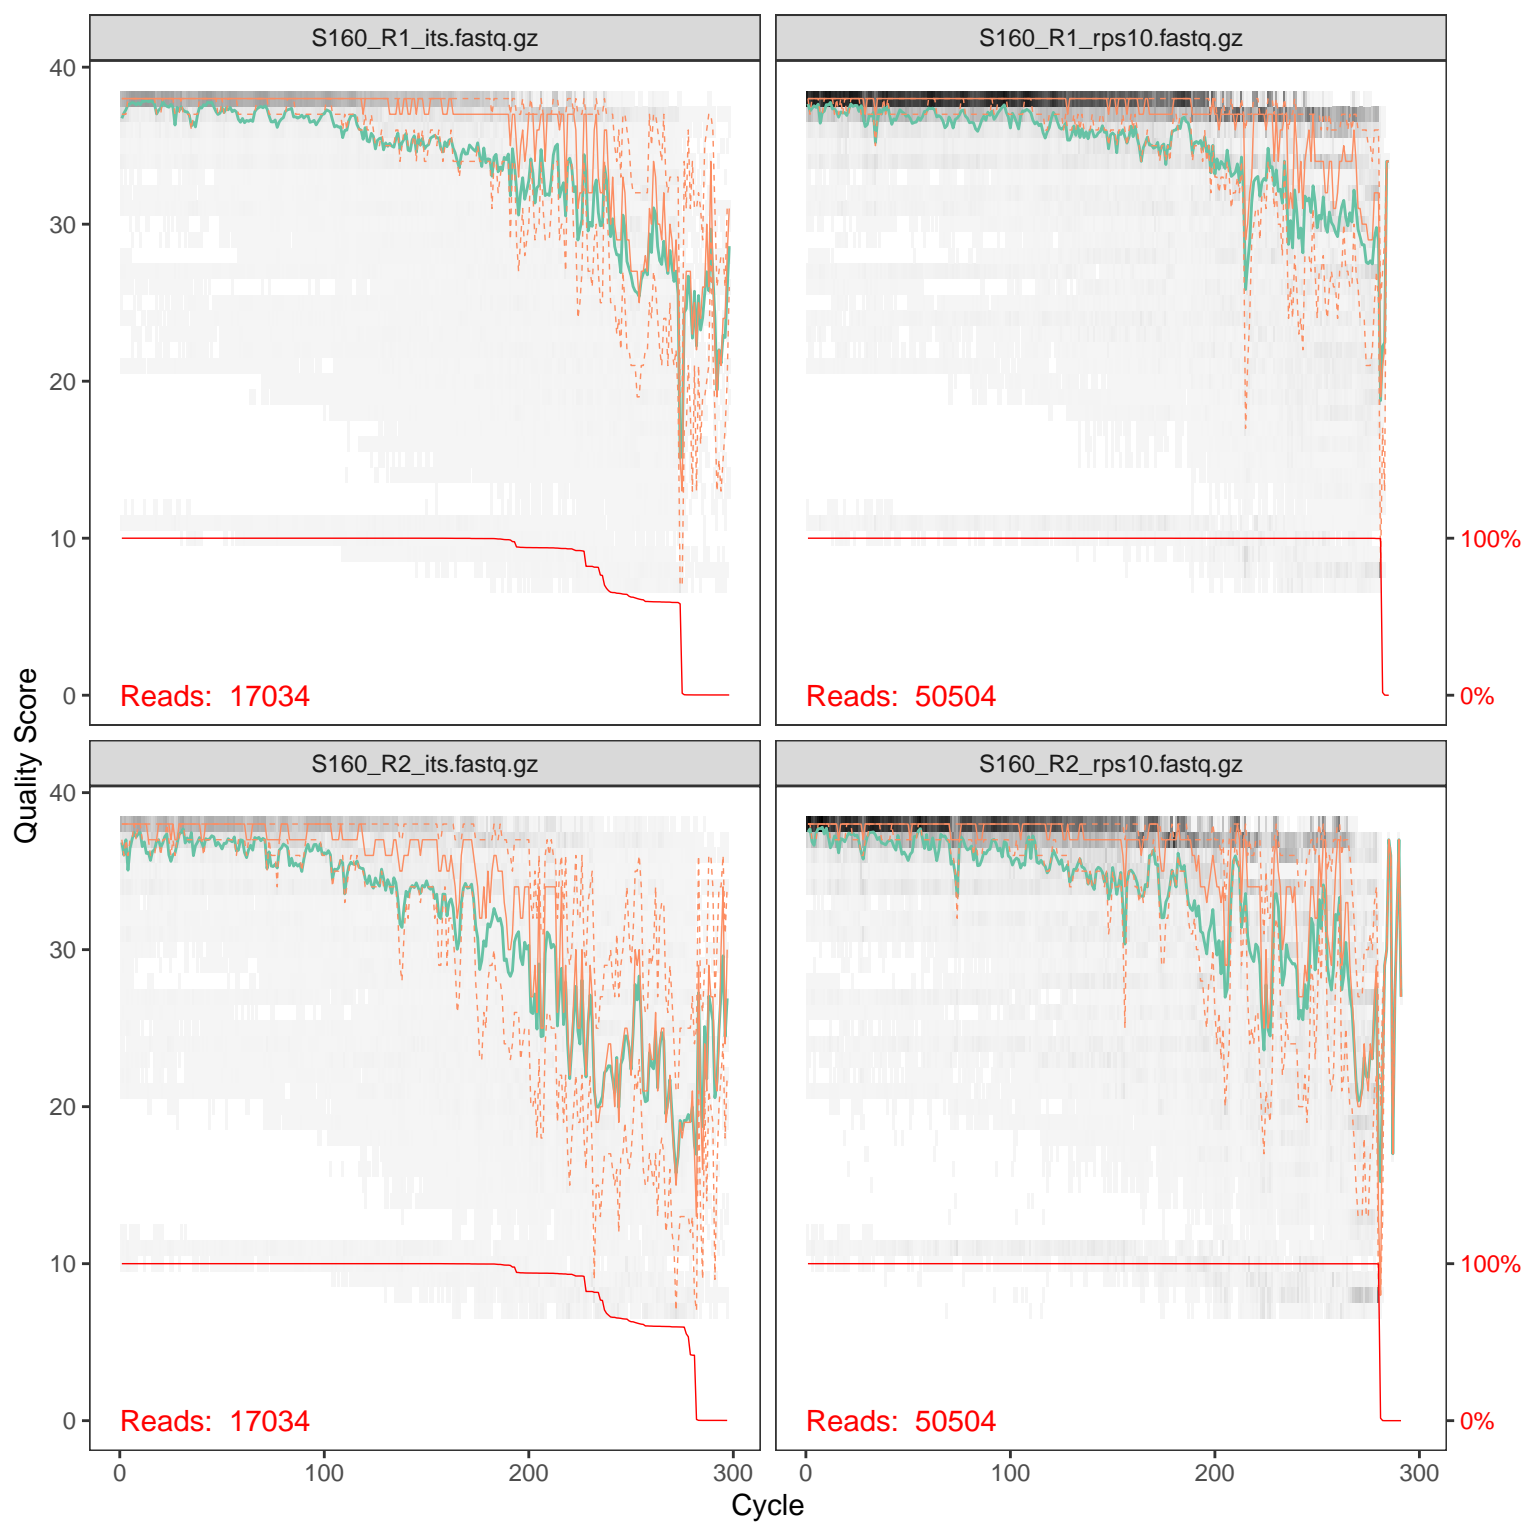 S160_R1_its.fastq.gz
S160_R1_rps10.fastq.gz
40
30
20
10
0
Reads: 17034
Reads: 50504
100%
0%
Quality Score
S160_R2_its.fastq.gz
S160_R2_rps10.fastq.gz
40
30
20
10
0
Reads: 17034
Reads: 50504
100%
0%
0 100 200 300
0 100 200 300
Cycle